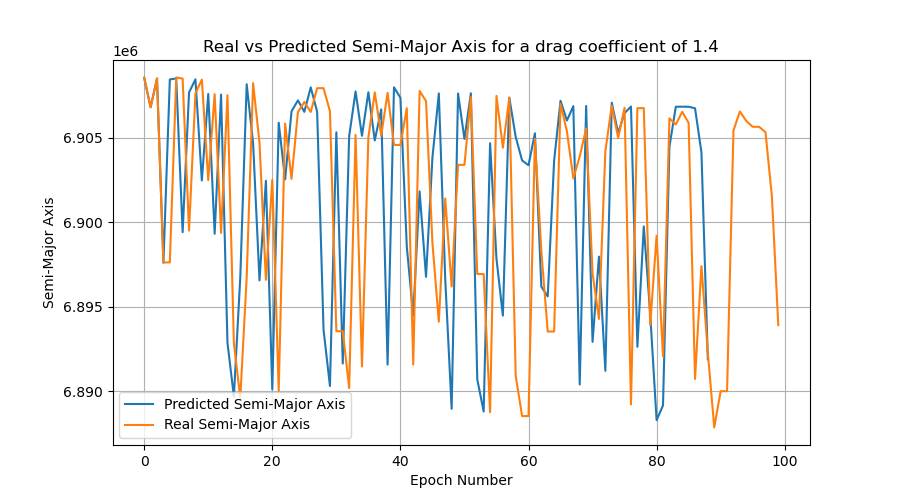 Real vs Predicted Semi-Major Axis for a drag coefficient of 1.4
1e6
6.905
6.900
6.895
6.890
Semi-Major Axis
Predicted Semi-Major Axis
Real Semi-Major Axis
0 20 40 60 80 100
Epoch Number